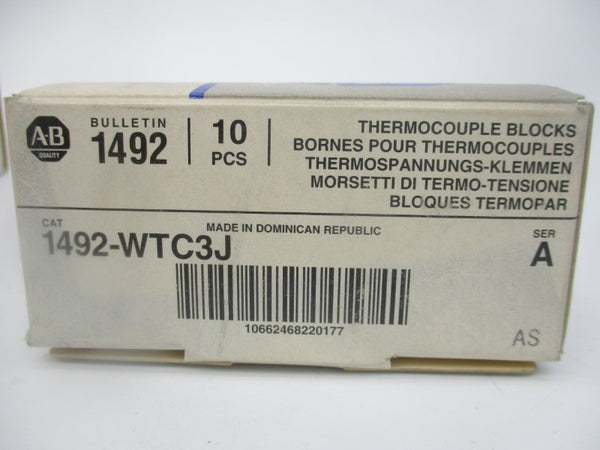 A-B
QUALITY
BULLETIN
1492
10
PCS
THERMOCOUPLE BLOCKS
BORNES POUR THERMOCOUPLES
THERMOSPANNUNGS-KLEMMEN
MORSETTI DI TERMO-TENSIONE
BLOQUES TERMOPAR
CAT
1492-WTC3J
MADE IN DOMINICAN REPUBLIC
SER
A
10662468220177
AS